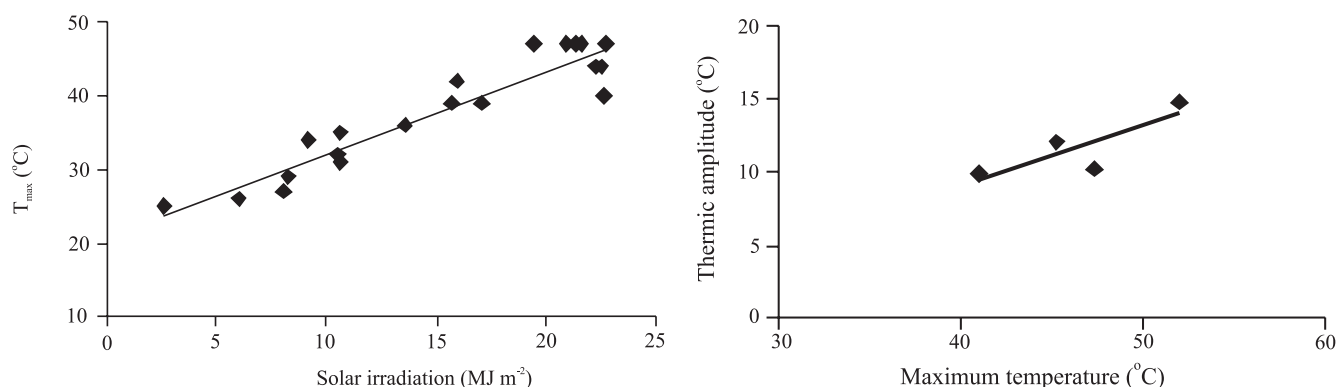 50
40
30
20
10
T max (°C)
0 5 10 15 20 25
Solar irradiation (MJ m-2)
20
15
10
5
0
Thermic amplitude (°C)
30 40 50 60
Maximum temperature (°C)